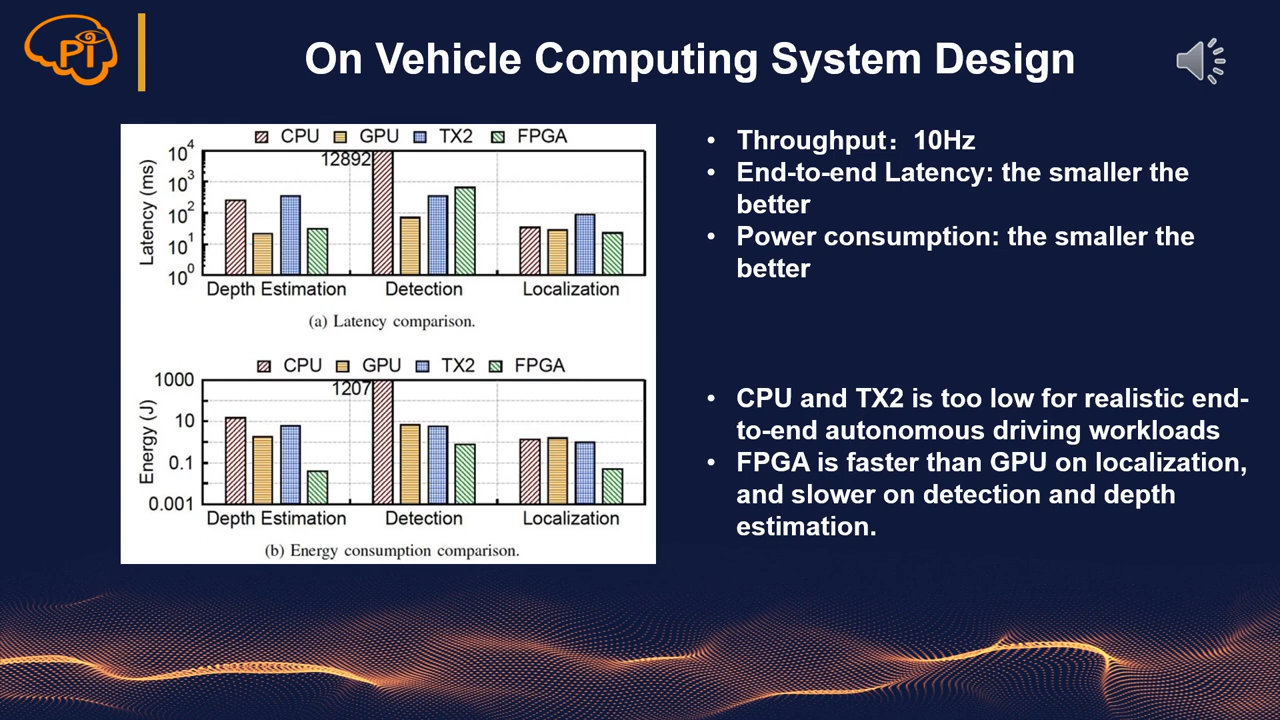 PI
On Vehicle Computing System Design
CPU GPU TX2 FPGA
12892
10^4
10^3
10^2
10^1
10^0
Latency (ms)
Depth Estimation Detection Localization
(a) Latency comparison.
CPU GPU TX2 FPGA
1207
1000
10
0.1
0.001
Energy (J)
Depth Estimation Detection Localization
(b) Energy consumption comparison.
• Throughput：10Hz
• End-to-end Latency: the smaller the
better
• Power consumption: the smaller the
better
• CPU and TX2 is too low for realistic end-
to-end autonomous driving workloads
• FPGA is faster than GPU on localization,
and slower on detection and depth
estimation.